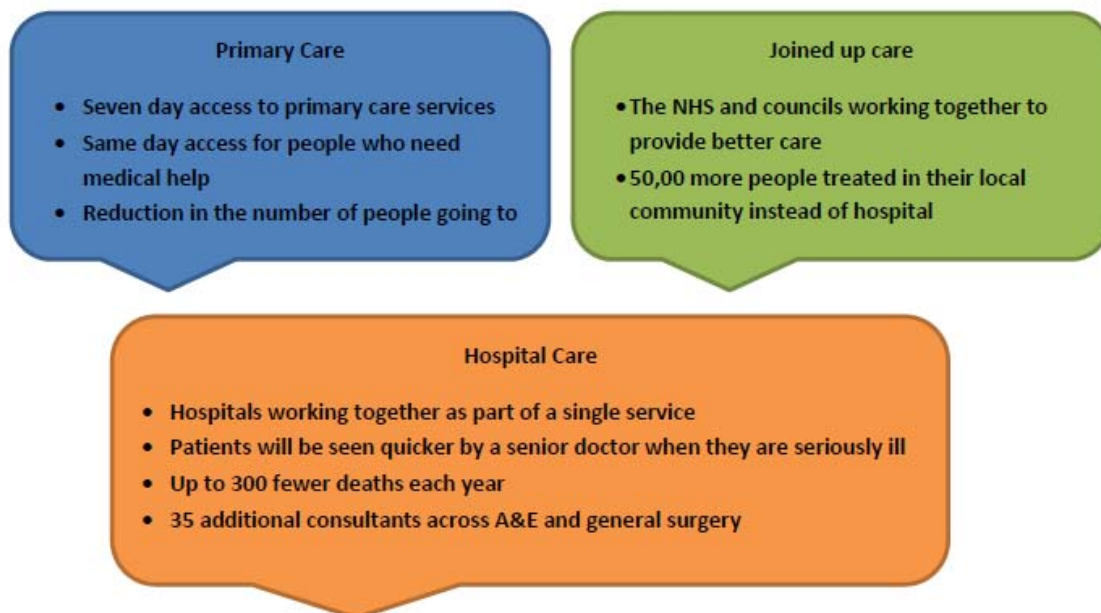 Primary Care
• Seven day access to primary care services
• Same day access for people who need
medical help
• Reduction in the number of people going to
Joined up care
• The NHS and councils working together to
provide better care
• 50,00 more people treated in their local
community instead of hospital
Hospital Care
• Hospitals working together as part of a single service
• Patients will be seen quicker by a senior doctor when they are seriously ill
• Up to 300 fewer deaths each year
• 35 additional consultants across A&E and general surgery